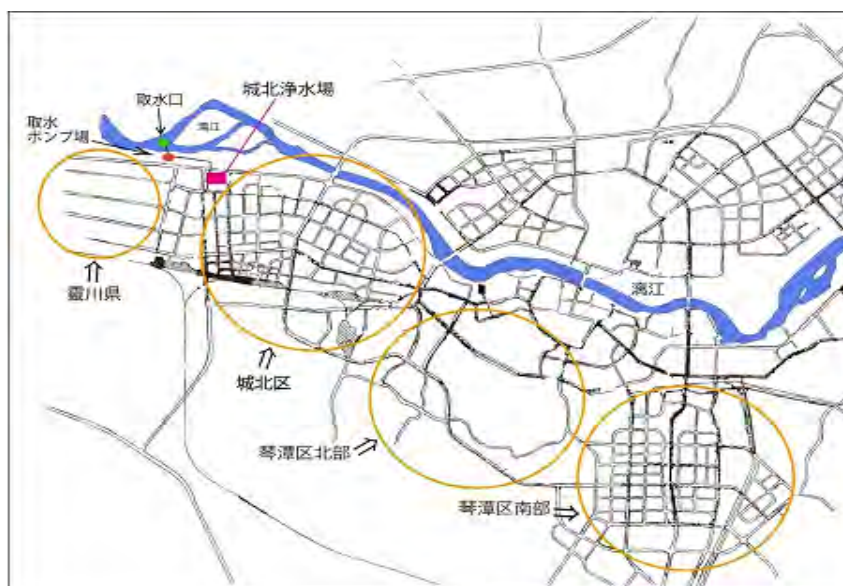 城北浄水場
取水口
漓江
取水
ポンプ場
漓江
靈川県
城北区
琴潭区北部
琴潭区南部